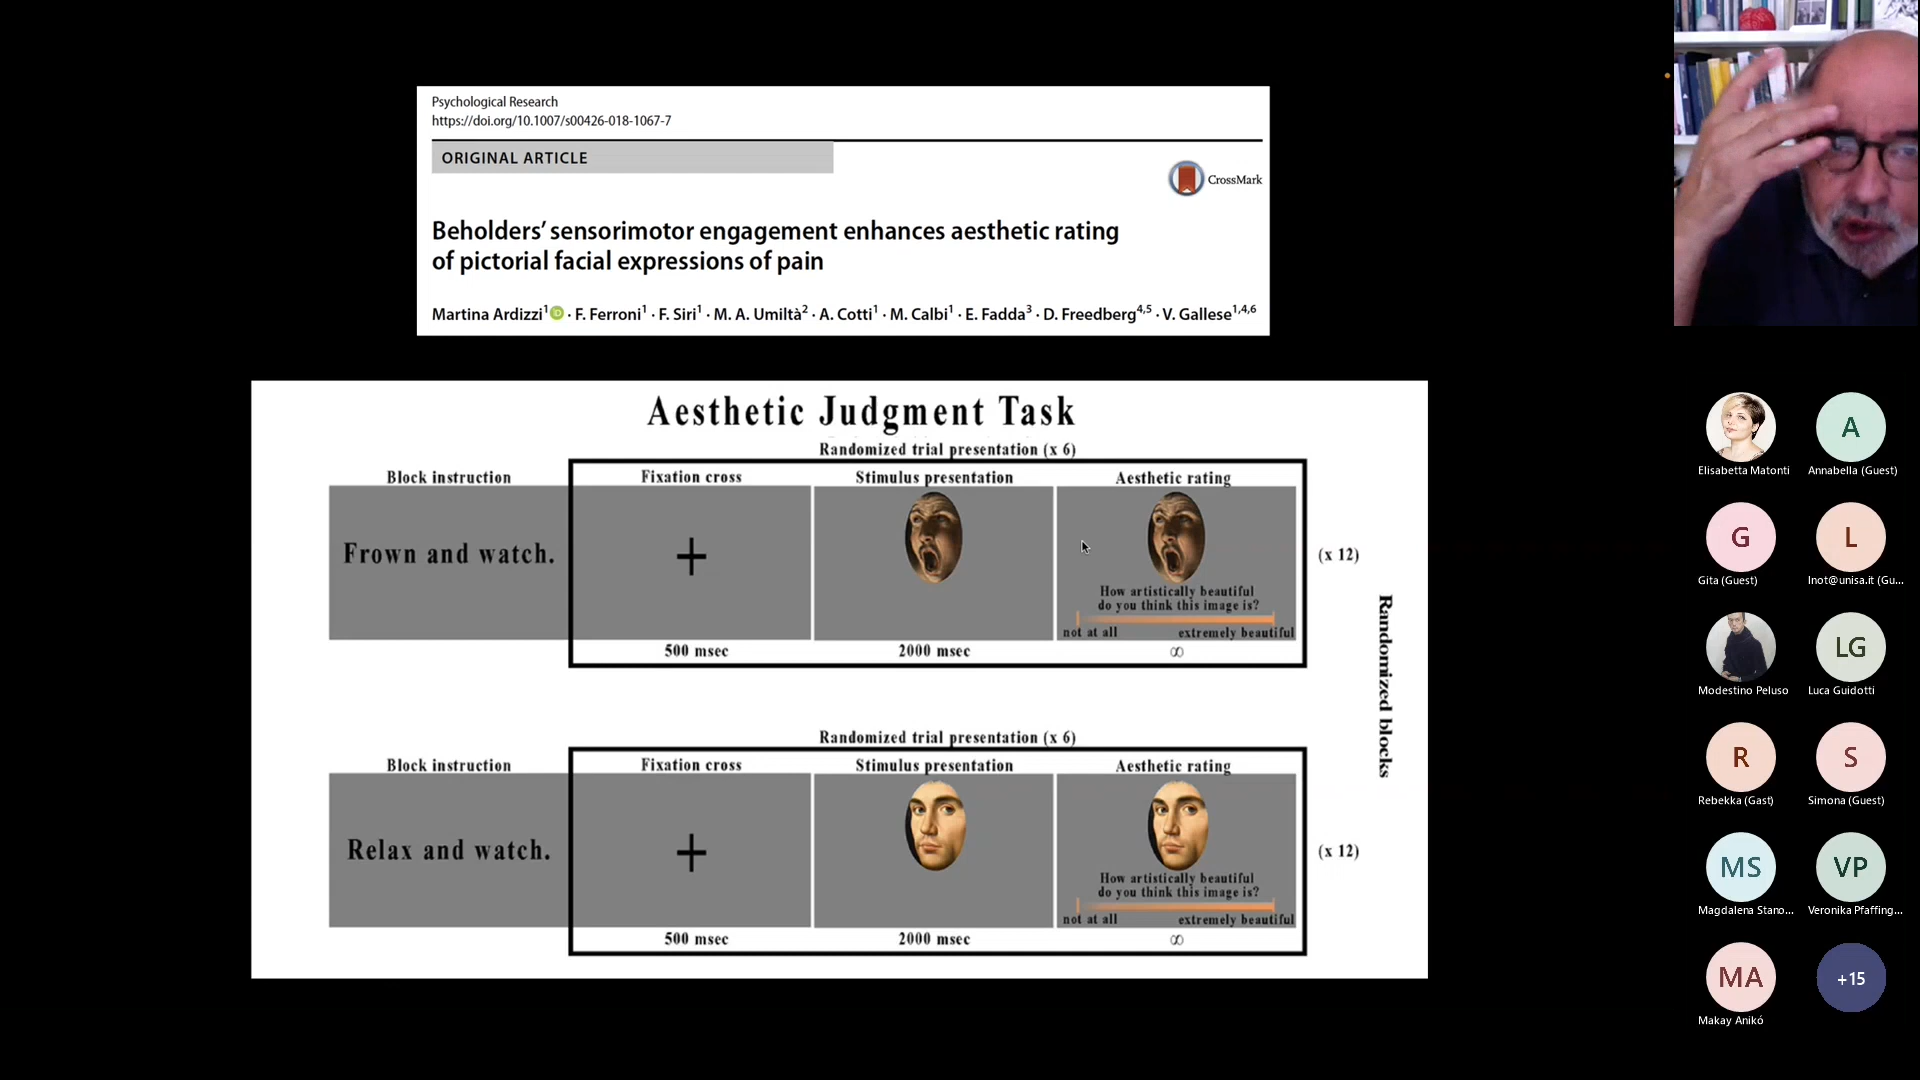 Psychological Research
https://doi.org/10.1007/s00426-018-1067-7
ORIGINAL ARTICLE
CrossMark
Beholders' sensorimotor engagement enhances aesthetic rating
of pictorial facial expressions of pain
Martina Ardizzi1 · F. Ferroni1 · F. Siri1 · M. A. Umiltà2 · A. Cotti1 · M. Calbi1 · E. Fadda3 · D. Freedberg4,5 · V. Gallese1,4,6
Aesthetic Judgment Task
Randomized trial presentation (x 6)
Block instruction
Fixation cross
Stimulus presentation
Aesthetic rating
Frown and watch.
How artistically beautiful
do you think this image is?
not at all
extremely beautiful
500 msec
2000 msec
∞
(x 12)
Randomized blocks
Randomized trial presentation (x 6)
Block instruction
Fixation cross
Stimulus presentation
Aesthetic rating
Relax and watch.
How artistically beautiful
do you think this image is?
not at all
extremely beautiful
500 msec
2000 msec
∞
(x 12)
Elisabetta Matonti
A
Annabella (Guest)
G
Gita (Guest)
L
lnot@unisa.it (Gu...
Modestino Peluso
LG
Luca Guidotti
R
Rebekka (Gast)
S
Simona (Guest)
MS
Magdalena Stano...
VP
Veronika Pfaffing...
MA
Makay Anikó
+15